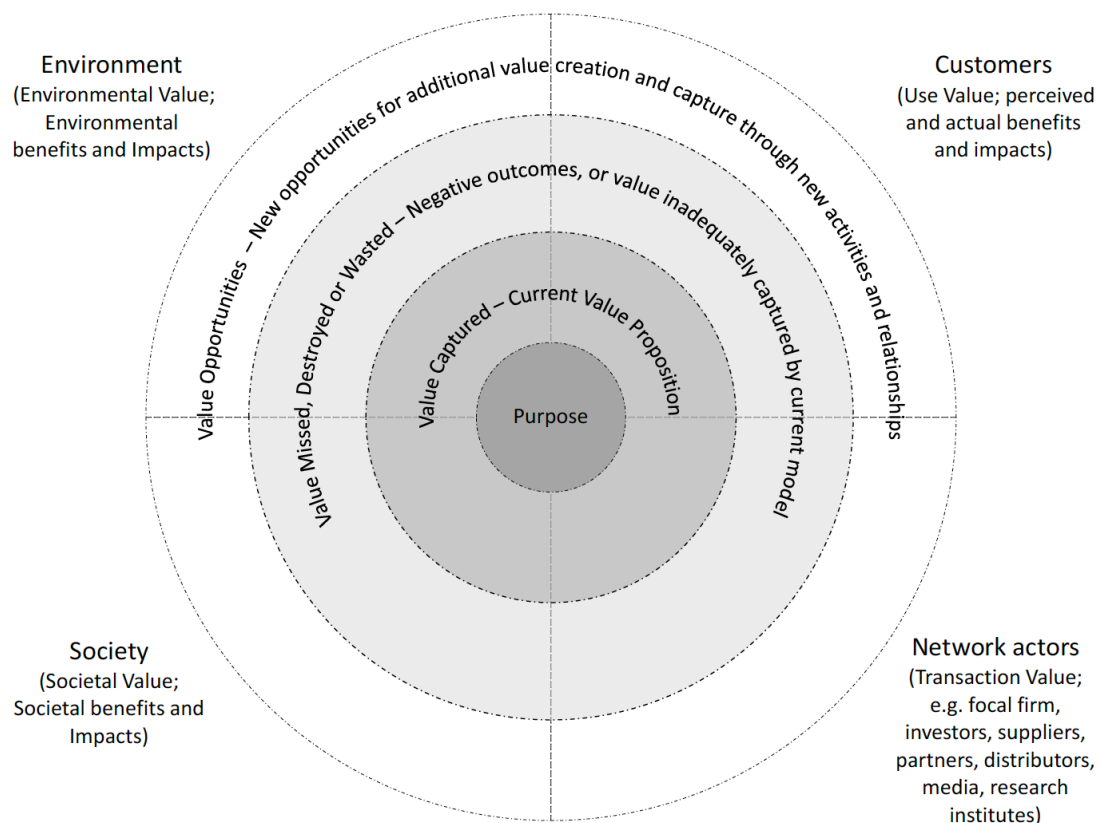 Environment
(Environmental Value;
Environmental
benefits and Impacts)
Customers
(Use Value; perceived
and actual benefits
and impacts)
Value Opportunities – New opportunities for additional value creation and capture through new activities and relationships
Value Missed, Destroyed or Wasted – Negative outcomes, or value inadequately captured by current model
Value Captured – Current Value Proposition
Purpose
Society
(Societal Value;
Societal benefits and
Impacts)
Network actors
(Transaction Value;
e.g. focal firm,
investors, suppliers,
partners, distributors,
media, research
institutes)